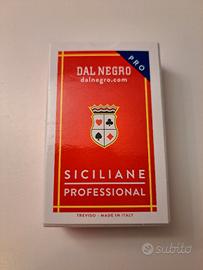 PRO
DAL NEGRO
dalnegro.com
SICILIANE
PROFESSIONAL
TREVISO - MADE IN ITALY
subito